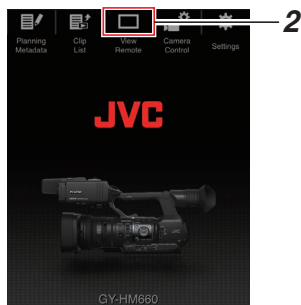 Planning Metadata
Clip List
View Remote
Camera Control
Settings
2
JVC
GY-HM660